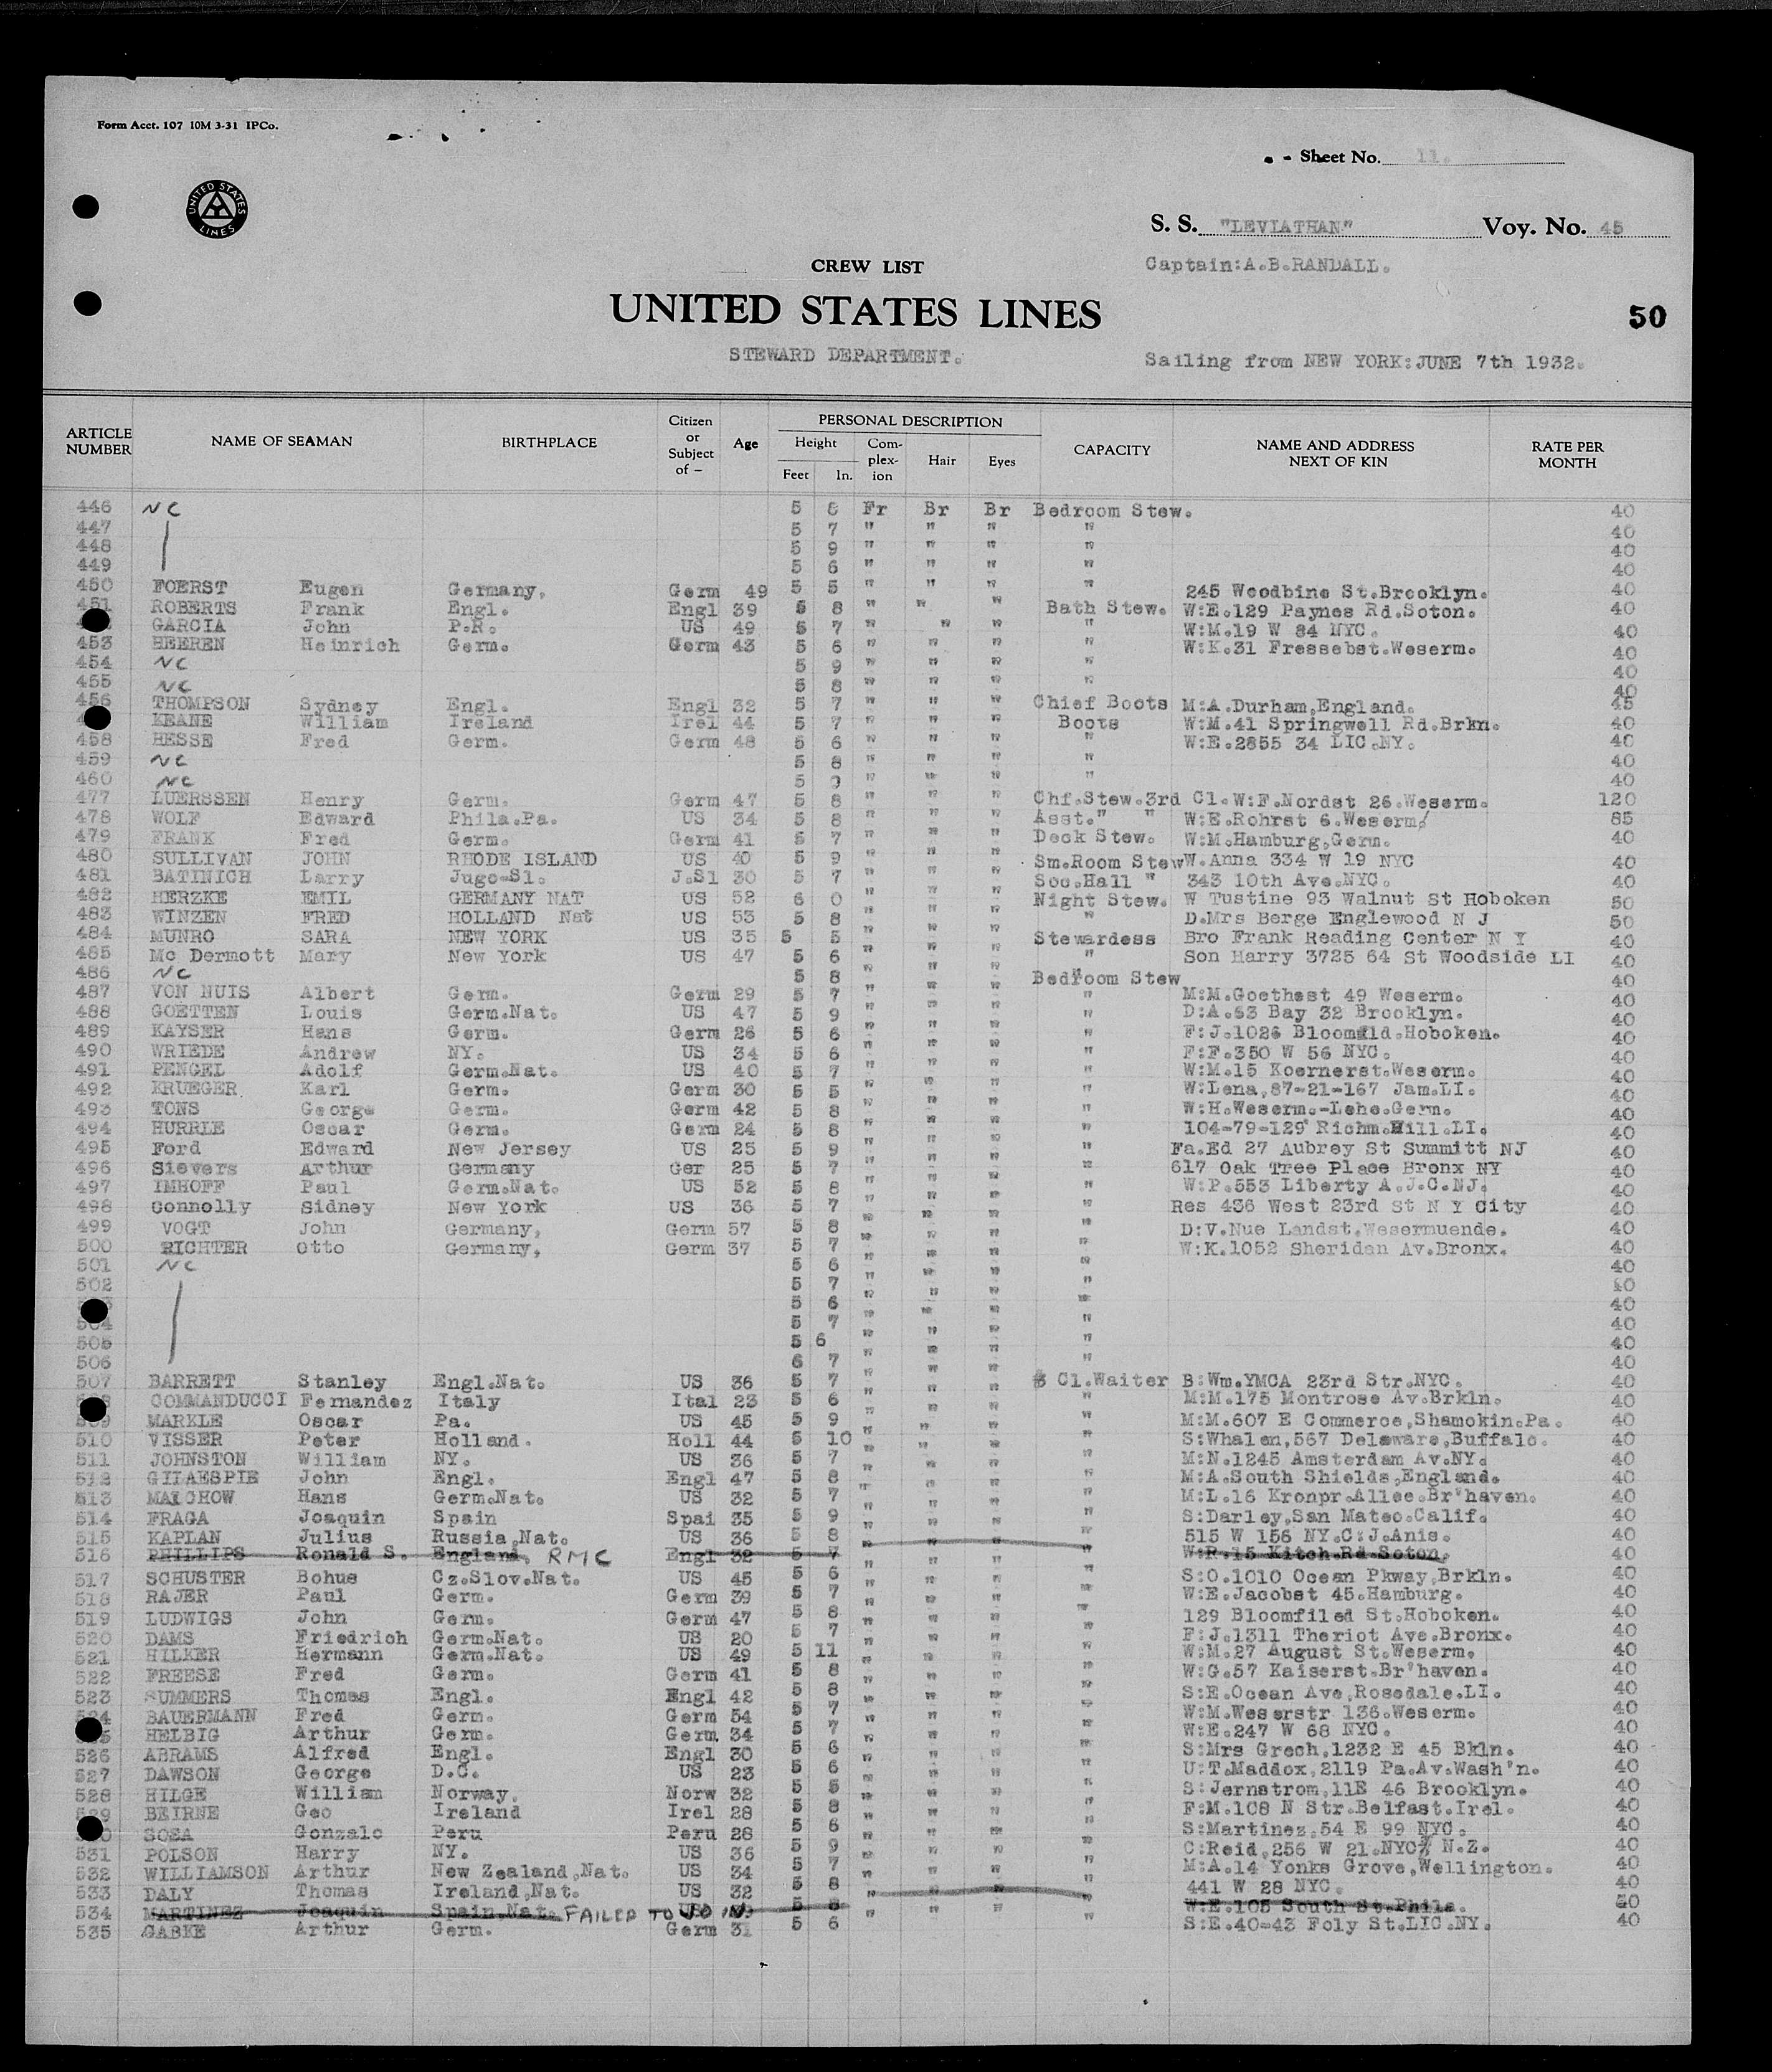 Form Acct. 107 10M 3-31 IPCo.
Sheet No. 11.
UNITED STATES LINES
S. S. "LEVIATHAN" Voy. No. 45
CREW LIST Captain:A.B.RANDALL.
UNITED STATES LINES 50
STEWARD DEPARTMENT. Sailing from NEW YORK:JUNE 7th 1932.
ARTICLE NUMBER NAME OF SEAMAN BIRTHPLACE Citizen or Subject of – Age PERSONAL DESCRIPTION Height Feet In. Com-plex-ion Hair Eyes CAPACITY NAME AND ADDRESS NEXT OF KIN RATE PER MONTH
446 NC 5 8 Fr Br Br Bedroom Stew. 40
447 5 7 " " " " 40
448 5 9 " " " " 40
449 5 6 " " " " 40
450 FOERST Eugen Germany, Germ 49 5 5 " " " " 245 Woodbine St.Brooklyn. 40
451 ROBERTS Frank Engl. Engl 39 5 8 " " " Bath Stew. W:E.129 Paynes Rd.Soton. 40
GARCIA John P.R. US 49 5 7 " " " " W:M.19 W 84 NYC. 40
453 HEEREN Heinrich Germ. Germ 43 5 6 " " " " W:K.31 Fressebst.Weserm. 40
454 NC 5 9 " " " " 40
455 NC 5 8 " " " " 40
456 THOMPSON Sydney Engl. Engl 32 5 7 " " " Chief Boots M:A.Durham,England. 45
KEANE William Ireland Irel 44 5 7 " " " Boots W:M.41 Springwell Rd.Brkn. 40
458 HESSE Fred Germ. Germ 48 5 6 " " " " W:E.2855 34 LIC.NY. 40
459 NC 5 8 " " " " 40
460 NC 5 9 " " " " 40
477 LUERSSEN Henry Germ. Germ 47 5 8 " " " Chf.Stew.3rd Cl. W:F.Nordst 26.Weserm. 120
478 WOLF Edward Phila.Pa. US 34 5 8 " " " Asst." " W:E.Rohrst 6.Weserm/ 85
479 FRANK Fred Germ. Germ 41 5 7 " " " Deck Stew. W:M.Hamburg,Germ. 40
480 SULLIVAN JOHN RHODE ISLAND US 40 5 9 " " " Sm.Room Stew W.Anna 334 W 19 NYC 40
481 BATINICH Larry Jugo-Sl. J.Sl 30 5 7 " " " Soc.Hall " 343 10th Ave.NYC. 40
482 HERZKE EMIL GERMANY NAT US 52 6 0 " " " Night Stew. W Tustine 93 Walnut St Hoboken 50
483 WINZEN FRED HOLLAND Nat US 53 5 8 " " " " D.Mrs Berge Englewood N J 50
484 MUNRO SARA NEW YORK US 35 5 5 " " " Stewardess Bro Frank Reading Center N Y 40
485 Mc Dermott Mary New York US 47 5 6 " " " " Son Harry 3725 64 St Woodside LI 40
486 NC 5 8 " " " Bedroom Stew 40
487 VON NUIS Albert Germ. Germ 29 5 7 " " " " M:M.Goethest 49 Weserm. 40
488 GOETTEN Louis Germ.Nat. US 47 5 9 " " " " D:A.63 Bay 32 Brooklyn. 40
489 KAYSER Hans Germ. Germ 26 5 6 " " " " F:J.1026 Bloomfld.Hoboken. 40
490 WRIEDE Andrew NY. US 34 5 6 " " " " F:F.350 W 56 NYC. 40
491 PENGEL Adolf Germ.Nat. US 40 5 7 " " " " W:M.15 Koernerst.Weserm. 40
492 KRUEGER Karl Germ. Germ 30 5 5 " " " " W:Lena,87-21-167 Jam.LI. 40
493 TONS George Germ. Germ 42 5 8 " " " " W:H.Weserm.-Lehe.Germ. 40
494 HURRLE Oscar Germ. Germ 24 5 8 " " " " 104-79-129' Richm.Hill.LI. 40
495 Ford Edward New Jersey US 25 5 9 " " " " Fa.Ed 27 Aubrey St Summitt NJ 40
496 Sievers Arthur Germany Ger 25 5 7 " " " " 617 Oak Tree Place Bronx NY 40
497 IMHOFF Paul Germ.Nat. US 52 5 8 " " " " W:P.553 Liberty A.J.C.NJ. 40
498 Connolly Sidney New York US 36 5 7 " " " " Res 436 West 23rd St N Y City 40
499 VOGT John Germany, Germ 57 5 8 " " " " D:V.Nue Landst.Wesermuende. 40
500 RICHTER Otto Germany, Germ 37 5 7 " " " " W:K.1052 Sheridan Av.Bronx. 40
501 NC 5 6 " " " " 40
502 5 7 " " " " 40
5 6 " " " " 40
504 5 7 " " " " 40
505 5 6 " " " " 40
506 6 7 " " " " 40
507 BARRETT Stanley Engl.Nat. US 36 5 7 " " " 3 Cl.Waiter B:Wm.YMCA 23rd Str.NYC. 40
COMMANDUCCI Fernandez Italy Ital 23 5 6 " " " " M:M.175 Montrose Av.Brkln. 40
509 MARKLE Oscar Pa. US 45 5 9 " " " " M:M.607 E Commerce,Shamokin.Pa. 40
510 VISSER Peter Holland. Holl 44 5 10 " " " " S:Whalen,567 Delaware,Buffalo. 40
511 JOHNSTON William NY. US 36 5 7 " " " " M:N.1245 Amsterdam Av.NY. 40
512 GILAESPIE John Engl. Engl 47 5 8 " " " " M:A.South Shields,England. 40
513 MALCHOW Hans Germ.Nat. US 32 5 7 " " " " M:L.16 Kronpr.Allee.Br'haven. 40
514 FRAGA Joaquin Spain Spai 35 5 9 " " " " S:Darley,San Mateo.Calif. 40
515 KAPLAN Julius Russia,Nat. US 36 5 8 " " " " 515 W 156 NY.C:J.Anis. 40
516 PHILLIPS Ronald S. England, RMC Engl 32 5 7 " " " " W:R.15 Kitch.Rd.Soton. 40
517 SCHUSTER Bohus Cz.Slov.Nat. US 45 5 6 " " " " S:O.1010 Ocean Pkway,Brkln. 40
518 RAJER Paul Germ. Germ 39 5 7 " " " " W:E.Jacobst 45.Hamburg. 40
519 LUDWIGS John Germ. Germ 47 5 8 " " " " 129 Bloomfiled St.Hoboken. 40
520 DAMS Friedrich Germ.Nat. US 20 5 7 " " " " F:J.1311 Theriot Ave.Bronx. 40
521 HILKER Hermann Germ.Nat. US 49 5 11 " " " " W:M.27 August St.Weserm. 40
522 FREESE Fred Germ. Germ 41 5 8 " " " " W:G.57 Kaiserst.Br'haven. 40
523 SUMMERS Thomas Engl. Engl 42 5 8 " " " " S:E.Ocean Ave,Rosedale.LI. 40
524 BAUERMANN Fred Germ. Germ 54 5 7 " " " " W:M.Weserstr 136.Weserm. 40
HELBIG Arthur Germ. Germ 34 5 7 " " " " W:E.247 W 68 NYC. 40
526 ABRAMS Alfred Engl. Engl 30 5 6 " " " " S:Mrs Grech,1232 E 45 Bkln. 40
527 DAWSON George D.C. US 23 5 6 " " " " U:T.Maddox,2119 Pa.Av.Wash'n. 40
528 HILGE William Norway. Norw 32 5 5 " " " " S:Jernstrom,11E 46 Brooklyn. 40
529 BEIRNE Geo Ireland Irel 28 5 8 " " " " F:M.108 N Str.Belfast.Irel. 40
SOSA Gonzalo Peru Peru 28 5 6 " " " " S:Martinez,54 E 99 NYC. 40
531 POLSON Harry NY. US 36 5 9 " " " " C:Reid,256 W 21.NYC N.Z. 40
532 WILLIAMSON Arthur New Zealand,Nat. US 34 5 7 " " " " M:A.14 Yonks Grove,Wellington. 40
533 DALY Thomas Ireland,Nat. US 32 5 8 " " " " 441 W 28 NYC. 40
534 MARTINEZ Joaquin Spain.Nat. FAILED TO JOIN 5 8 " " " " W:E.105 South St.Phila. 50
535 GABKE Arthur Germ. Germ 31 5 6 S:E.40-43 Foly St.LIC.NY. 40